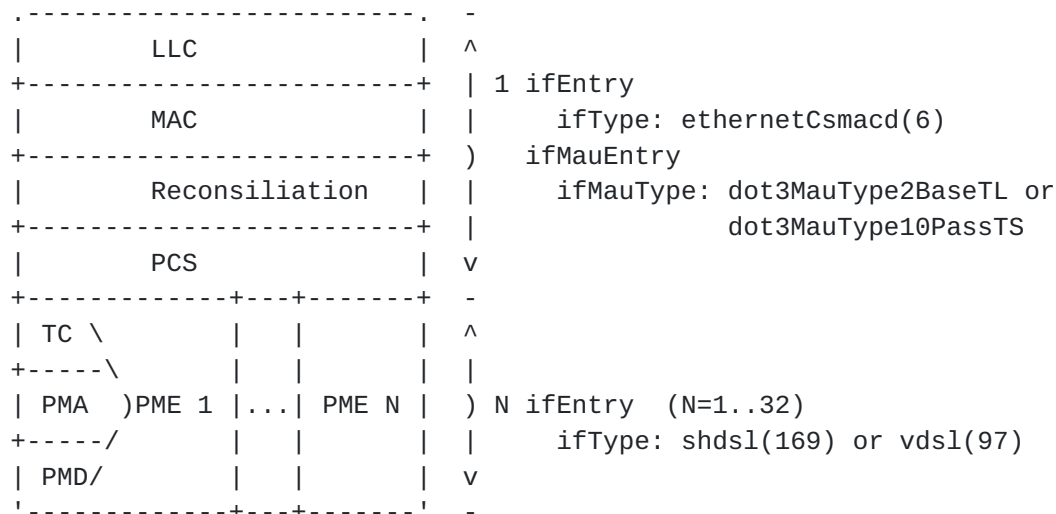 .-------------------------.  -
|        LLC              |  ^
+-------------------------+  | 1 ifEntry
|        MAC              |  |     ifType: ethernetCsmacd(6)
+-------------------------+  )   ifMauEntry
|        Reconsiliation   |  |     ifMauType: dot3MauType2BaseTL or
+-------------------------+  |                dot3MauType10PassTS
|        PCS              |  v
+-------------+---+-------+  -
| TC \        |   |       |  ^
+-----\       |   |       |  |
| PMA  )PME 1 |...| PME N |  ) N ifEntry  (N=1..32)
+-----/       |   |       |  |     ifType: shdsl(169) or vdsl(97)
| PMD/        |   |       |  v
'-------------+---+-------'  -